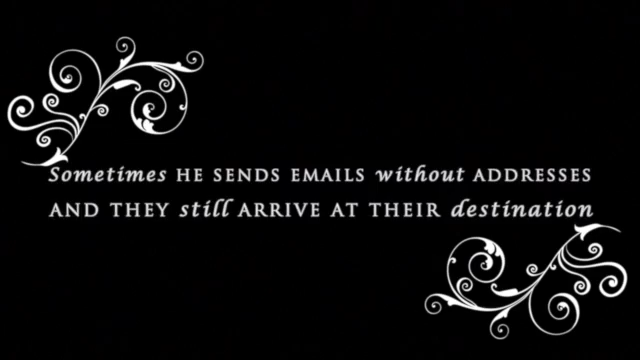 Sometimes HE SENDS EMAILS without ADDRESSES
AND THEY still ARRIVE AT THEIR destination